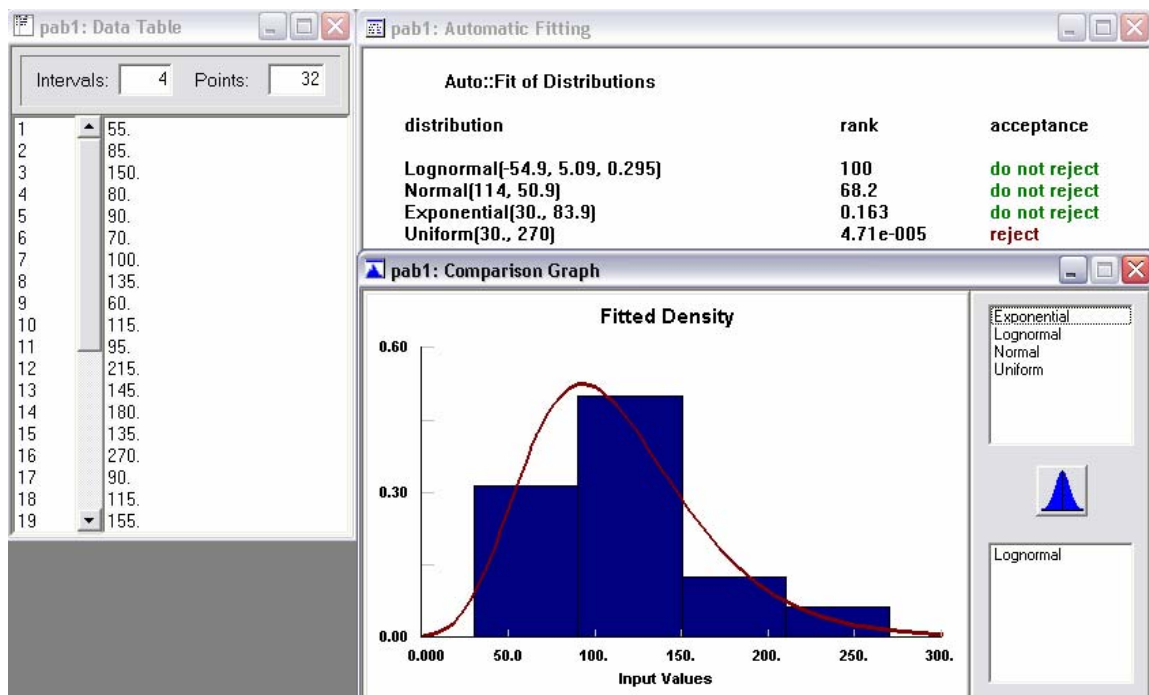 pab1: Data Table
Intervals: 4 Points: 32
1 55.
2 85.
3 150.
4 80.
5 90.
6 70.
7 100.
8 135.
9 60.
10 115.
11 95.
12 215.
13 145.
14 180.
15 135.
16 270.
17 90.
18 115.
19 155.
pab1: Automatic Fitting
Auto::Fit of Distributions
distribution rank acceptance
Lognormal(-54.9, 5.09, 0.295) 100 do not reject
Normal(114, 50.9) 68.2 do not reject
Exponential(30., 83.9) 0.163 do not reject
Uniform(30., 270) 4.71e-005 reject
pab1: Comparison Graph
Fitted Density
0.60
0.30
0.00
0.000 50.0 100. 150. 200. 250. 300.
Input Values
Exponential
Lognormal
Normal
Uniform
Lognormal